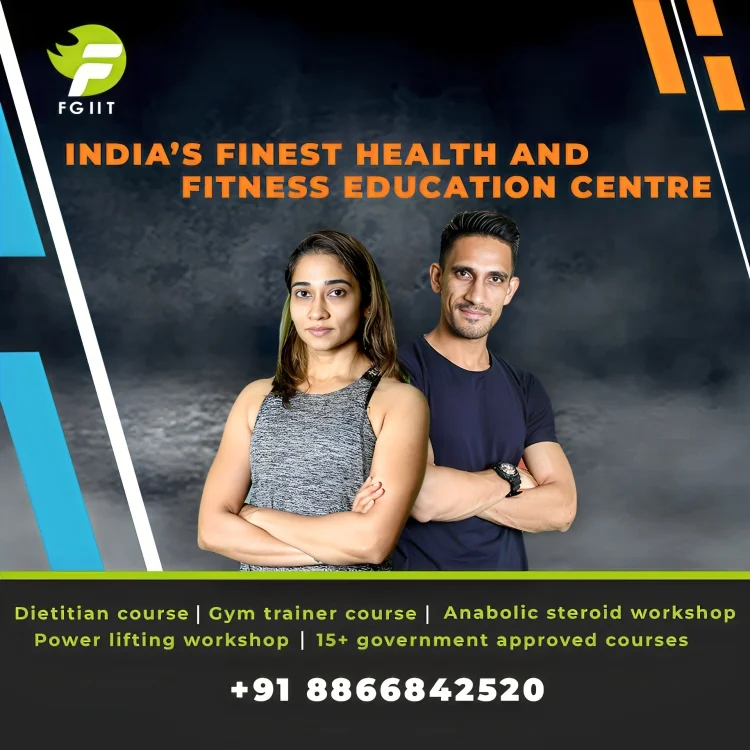 FGIIT
INDIA'S FINEST HEALTH AND
FITNESS EDUCATION CENTRE
Dietitian course | Gym trainer course | Anabolic steroid workshop
Power lifting workshop | 15+ government approved courses
+91 8866842520